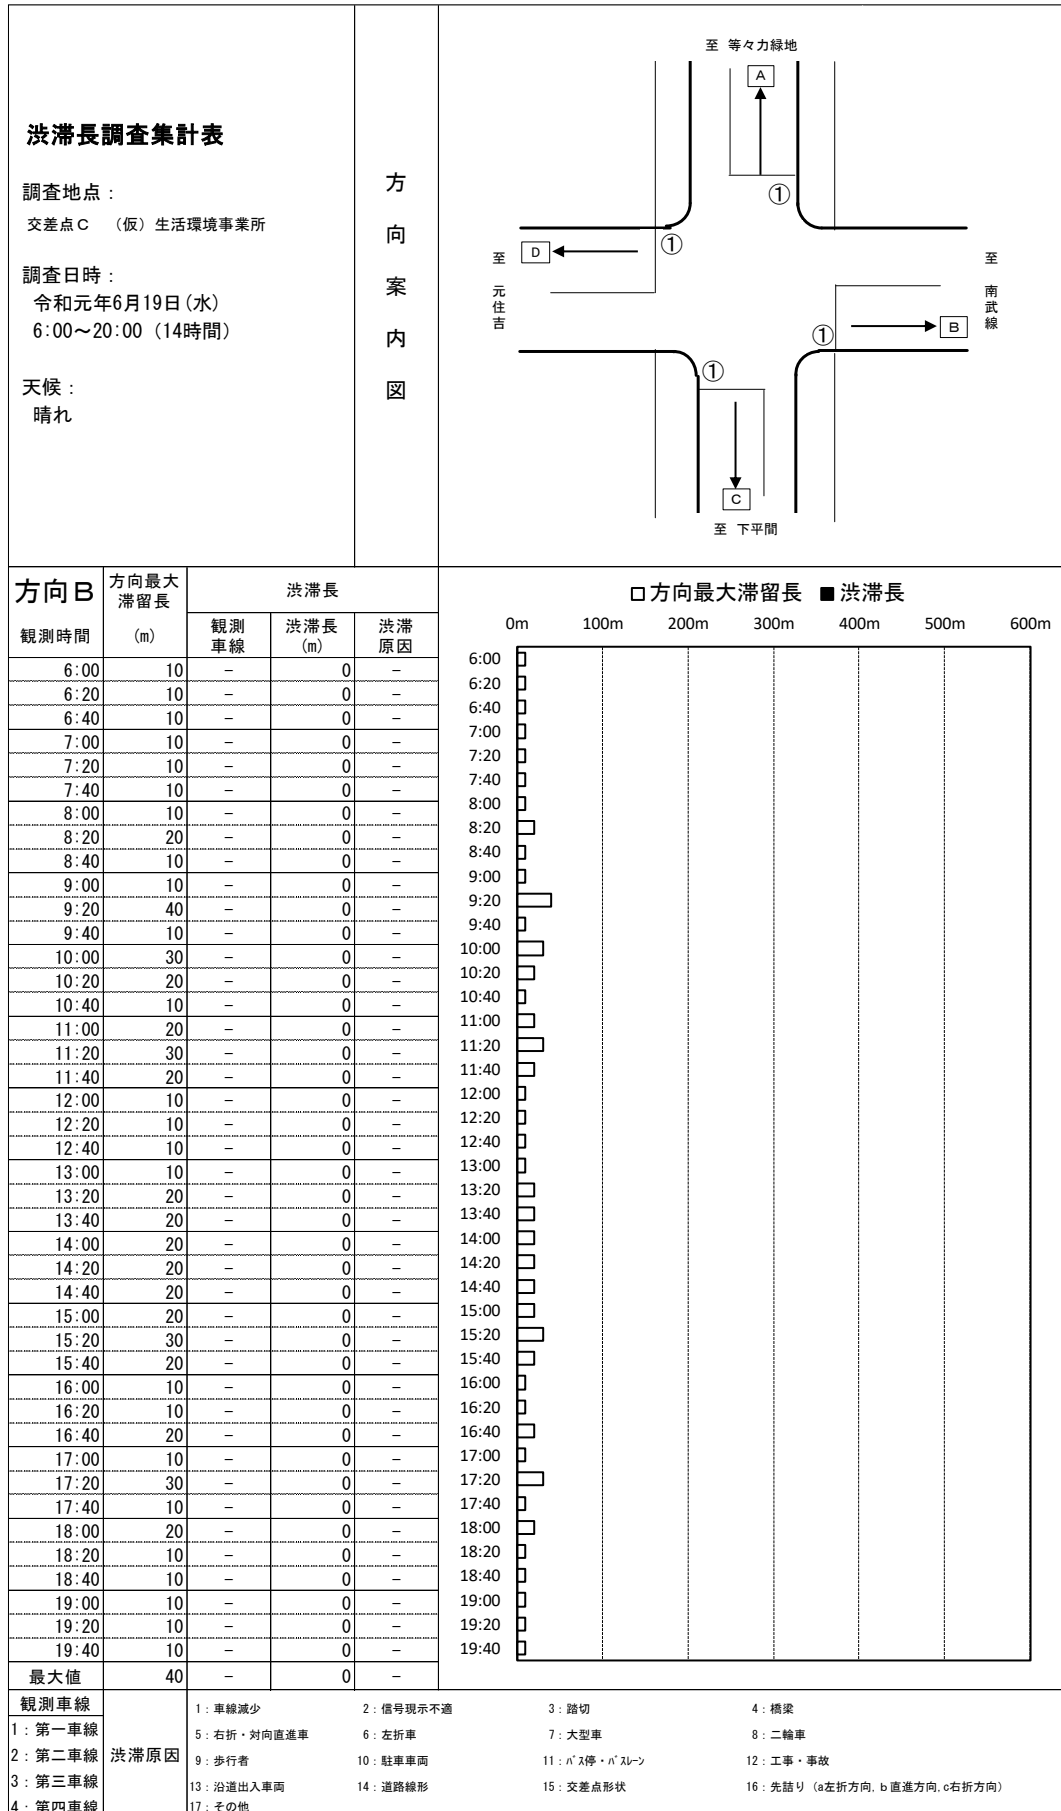 渋滞長調査集計表
調査地点：
交差点Ｃ （仮）生活環境事業所
調査日時：
令和元年6月19日(水)
6:00～20:00（14時間）
天候：
晴れ
方向案内図
至 等々力緑地
A
①
①
D
至 元住吉
至 南武線
B
①
①
C
至 下平間
方向Ｂ 方向最大滞留長 渋滞長
観測時間 (m) 観測車線 渋滞長(m) 渋滞原因
6:00 10 － 0 －
6:20 10 － 0 －
6:40 10 － 0 －
7:00 10 － 0 －
7:20 10 － 0 －
7:40 10 － 0 －
8:00 10 － 0 －
8:20 20 － 0 －
8:40 10 － 0 －
9:00 10 － 0 －
9:20 40 － 0 －
9:40 10 － 0 －
10:00 30 － 0 －
10:20 20 － 0 －
10:40 10 － 0 －
11:00 20 － 0 －
11:20 30 － 0 －
11:40 20 － 0 －
12:00 10 － 0 －
12:20 10 － 0 －
12:40 10 － 0 －
13:00 10 － 0 －
13:20 20 － 0 －
13:40 20 － 0 －
14:00 20 － 0 －
14:20 20 － 0 －
14:40 20 － 0 －
15:00 20 － 0 －
15:20 30 － 0 －
15:40 20 － 0 －
16:00 10 － 0 －
16:20 10 － 0 －
16:40 20 － 0 －
17:00 10 － 0 －
17:20 30 － 0 －
17:40 10 － 0 －
18:00 20 － 0 －
18:20 10 － 0 －
18:40 10 － 0 －
19:00 10 － 0 －
19:20 10 － 0 －
19:40 10 － 0 －
最大値 40 － 0 －
□方向最大滞留長 ■渋滞長
0m 100m 200m 300m 400m 500m 600m
6:00
6:20
6:40
7:00
7:20
7:40
8:00
8:20
8:40
9:00
9:20
9:40
10:00
10:20
10:40
11:00
11:20
11:40
12:00
12:20
12:40
13:00
13:20
13:40
14:00
14:20
14:40
15:00
15:20
15:40
16:00
16:20
16:40
17:00
17:20
17:40
18:00
18:20
18:40
19:00
19:20
19:40
観測車線
1：第一車線
2：第二車線
3：第三車線
4：第四車線
渋滞原因
1：車線減少 2：信号現示不適 3：踏切 4：橋梁
5：右折・対向直進車 6：左折車 7：大型車 8：二輪車
9：歩行者 10：駐車車両 11：ﾊﾞｽ停・ﾊﾞｽﾚｰﾝ 12：工事・事故
13：沿道出入車両 14：道路線形 15：交差点形状 16：先詰り（a左折方向,b直進方向,c右折方向）
17：その他